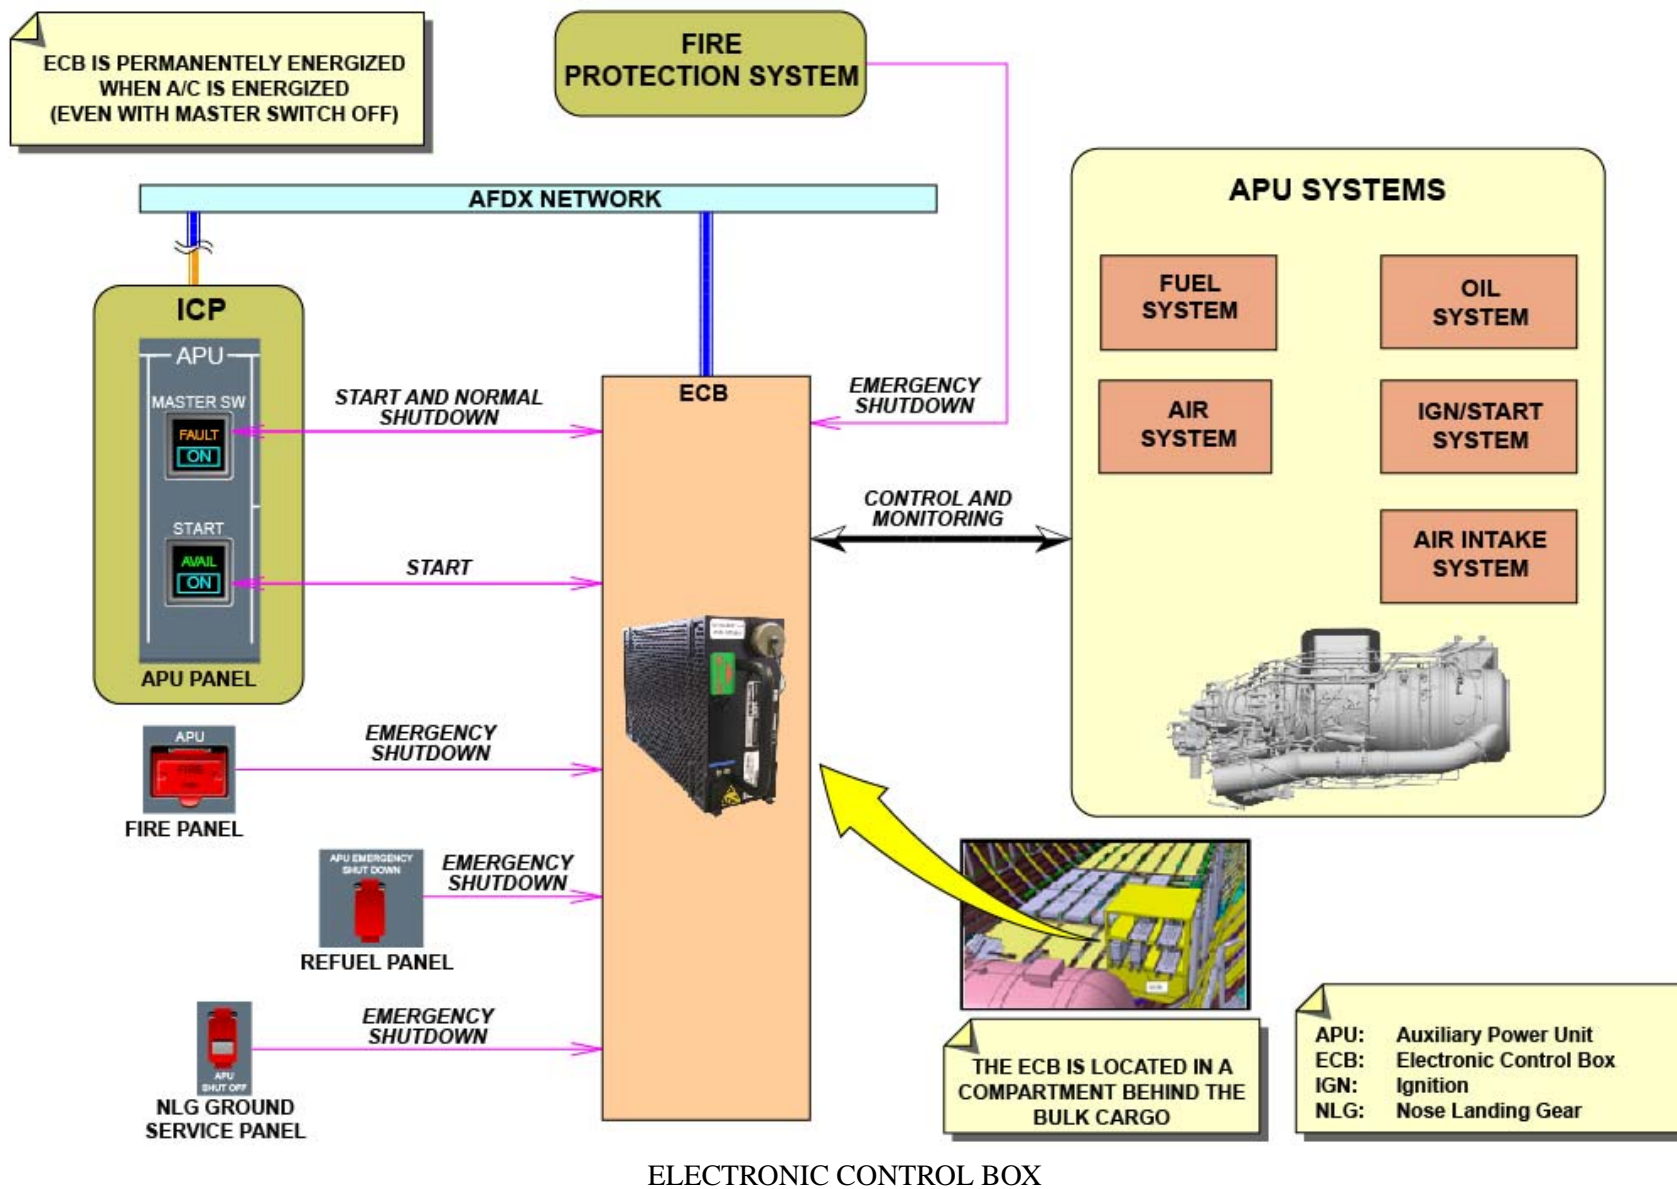 ECB IS PERMANENTELY ENERGIZED
WHEN A/C IS ENERGIZED
(EVEN WITH MASTER SWITCH OFF)
FIRE
PROTECTION SYSTEM
AFDX NETWORK
ICP
APU
MASTER SW
FAULT
ON
START
AVAIL
ON
APU PANEL
START AND NORMAL
SHUTDOWN
START
ECB
EMERGENCY
SHUTDOWN
CONTROL AND
MONITORING
APU SYSTEMS
FUEL
SYSTEM
OIL
SYSTEM
AIR
SYSTEM
IGN/START
SYSTEM
AIR INTAKE
SYSTEM
APU
FIRE
FIRE PANEL
EMERGENCY
SHUTDOWN
APU EMERGENCY
SHUT DOWN
REFUEL PANEL
EMERGENCY
SHUTDOWN
APU
SHUT OFF
NLG GROUND
SERVICE PANEL
EMERGENCY
SHUTDOWN
THE ECB IS LOCATED IN A
COMPARTMENT BEHIND THE
BULK CARGO
APU: Auxiliary Power Unit
ECB: Electronic Control Box
IGN: Ignition
NLG: Nose Landing Gear
ELECTRONIC CONTROL BOX